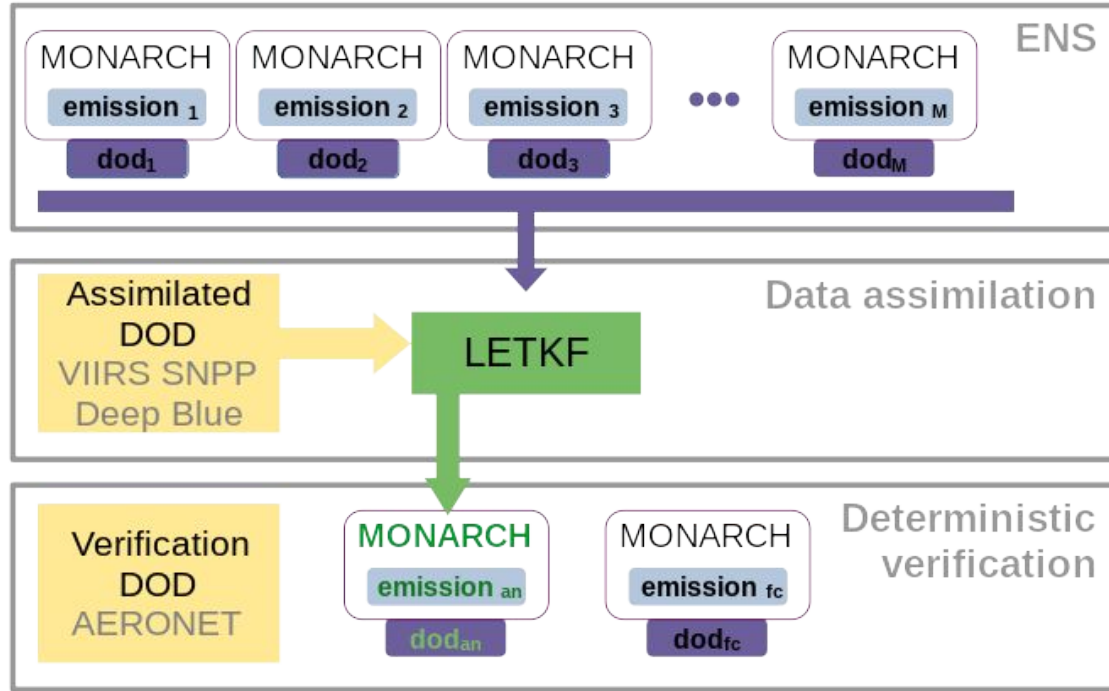 ENS
MONARCH MONARCH MONARCH MONARCH
emission 1 emission 2 emission 3 ••• emission M
dod1 dod2 dod3 dodM
Data assimilation
Assimilated
DOD
VIIRS SNPP
Deep Blue
LETKF
Deterministic
verification
Verification
DOD
AERONET
MONARCH MONARCH
emission an emission fc
dodan dodfc